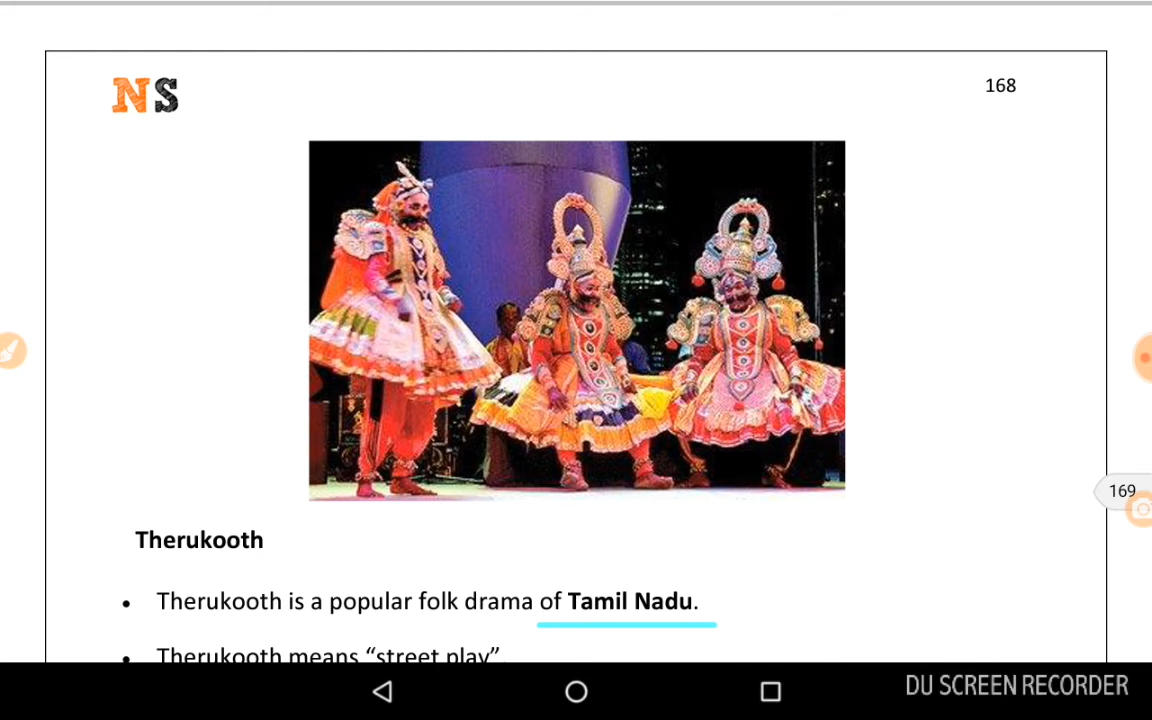 NS
168
169
Therukooth
• Therukooth is a popular folk drama of Tamil Nadu.
• Therukooth means “street play”.
DU SCREEN RECORDER